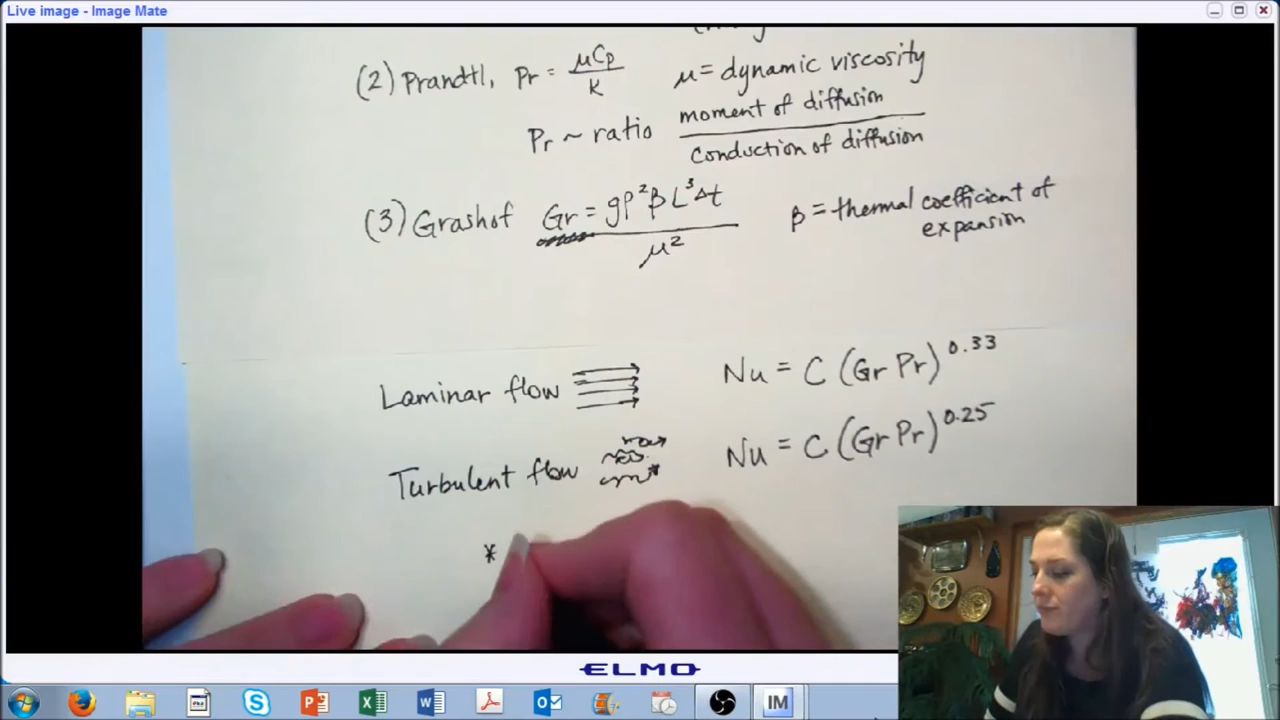 Live image - Image Mate
(2) Prandtl, Pr = μCp / k
μ = dynamic viscosity
Pr ~ ratio moment of diffusion / conduction of diffusion
(3) Grashof Gr = gρ²βL³Δt / μ²
β = thermal coefficient of
expansion
Laminar flow Nu = C (Gr Pr)^0.33
Turbulent flow Nu = C (Gr Pr)^0.25
*
ELMO
IM